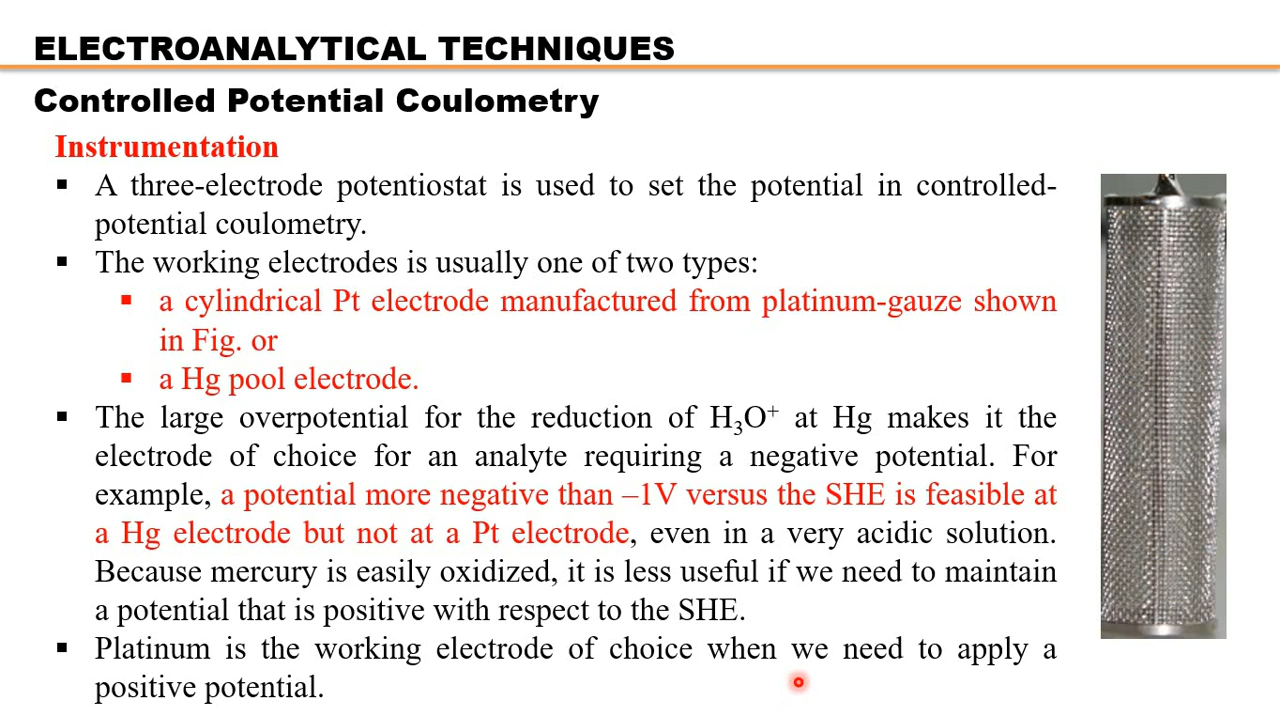 ELECTROANALYTICAL TECHNIQUES
Controlled Potential Coulometry
Instrumentation
▪ A three-electrode potentiostat is used to set the potential in controlled-
potential coulometry.
▪ The working electrodes is usually one of two types:
▪ a cylindrical Pt electrode manufactured from platinum-gauze shown
in Fig. or
▪ a Hg pool electrode.
▪ The large overpotential for the reduction of H₃O⁺ at Hg makes it the
electrode of choice for an analyte requiring a negative potential. For
example, a potential more negative than –1V versus the SHE is feasible at
a Hg electrode but not at a Pt electrode, even in a very acidic solution.
Because mercury is easily oxidized, it is less useful if we need to maintain
a potential that is positive with respect to the SHE.
▪ Platinum is the working electrode of choice when we need to apply a
positive potential.